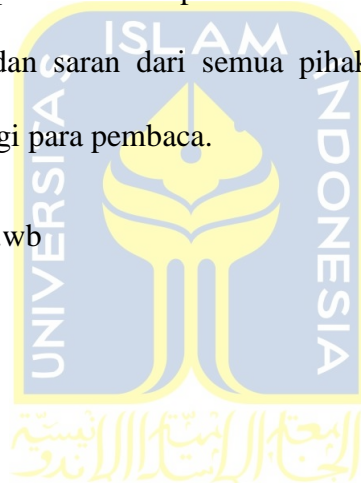 dan saran dari semua pihak
gi para pembaca.
.wb
ISLAM
UNIVERSITAS
INDONESIA